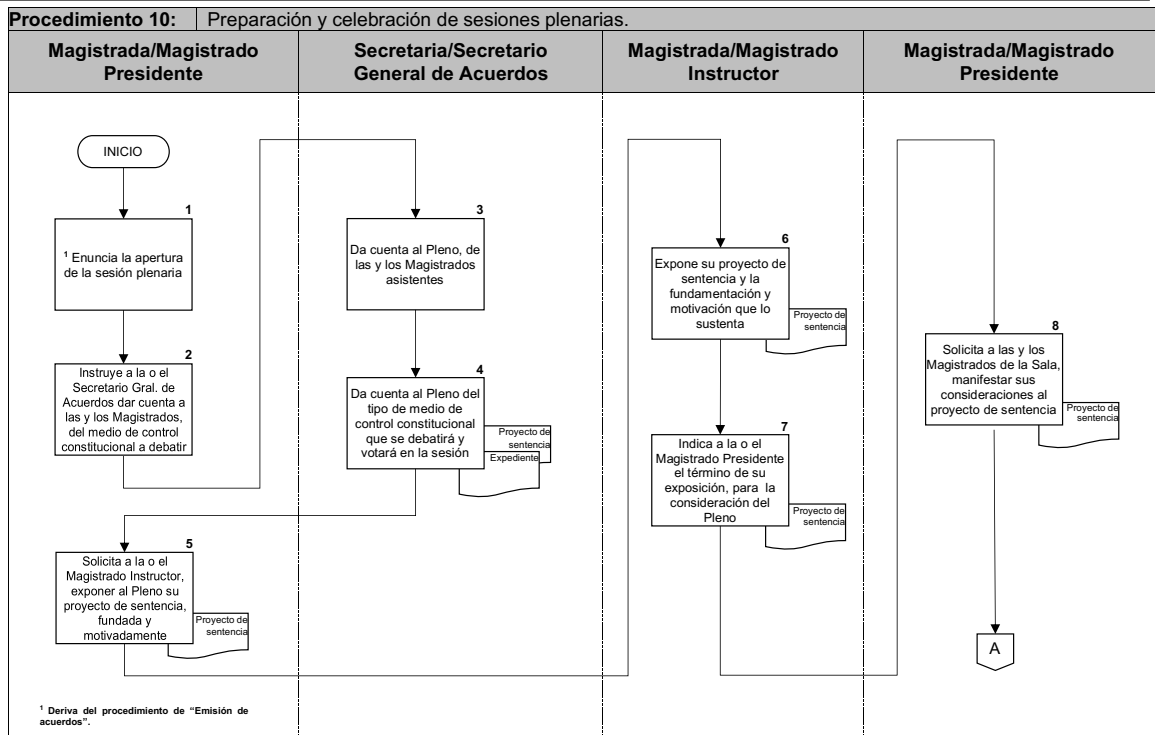 Procedimiento 10: Preparación y celebración de sesiones plenarias.
Magistrada/Magistrado
Presidente
Secretaria/Secretario
General de Acuerdos
Magistrada/Magistrado
Instructor
Magistrada/Magistrado
Presidente
INICIO
1
¹ Enuncia la apertura
de la sesión plenaria
2
Instruye a la o el
Secretario Gral. de
Acuerdos dar cuenta a
las y los Magistrados,
del medio de control
constitucional a debatir
3
Da cuenta al Pleno, de
las y los Magistrados
asistentes
4
Da cuenta al Pleno del
tipo de medio de
control constitucional
que se debatirá y
votará en la sesión
Proyecto de
sentencia
Expediente
5
Solicita a la o el
Magistrado Instructor,
exponer al Pleno su
proyecto de sentencia,
fundada y
motivadamente
Proyecto de
sentencia
6
Expone su proyecto de
sentencia y la
fundamentación y
motivación que lo
sustenta
Proyecto de
sentencia
7
Indica a la o el
Magistrado Presidente
el término de su
exposición, para la
consideración del
Pleno
Proyecto de
sentencia
8
Solicita a las y los
Magistrados de la Sala,
manifestar sus
consideraciones al
proyecto de sentencia
Proyecto de
sentencia
A
¹ Deriva del procedimiento de “Emisión de
acuerdos”.